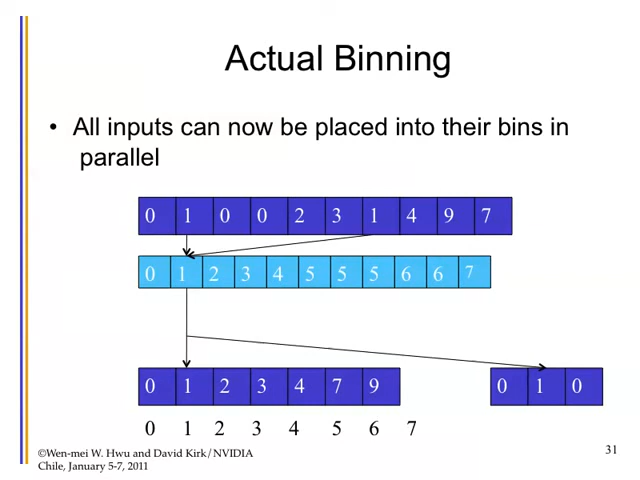 Actual Binning
• All inputs can now be placed into their bins in
parallel
0 1 0 0 2 3 1 4 9 7
0 1 2 3 4 5 5 5 6 6 7
0 1 2 3 4 7 9 0 1 0
0 1 2 3 4 5 6 7
©Wen-mei W. Hwu and David Kirk/NVIDIA
Chile, January 5-7, 2011
31